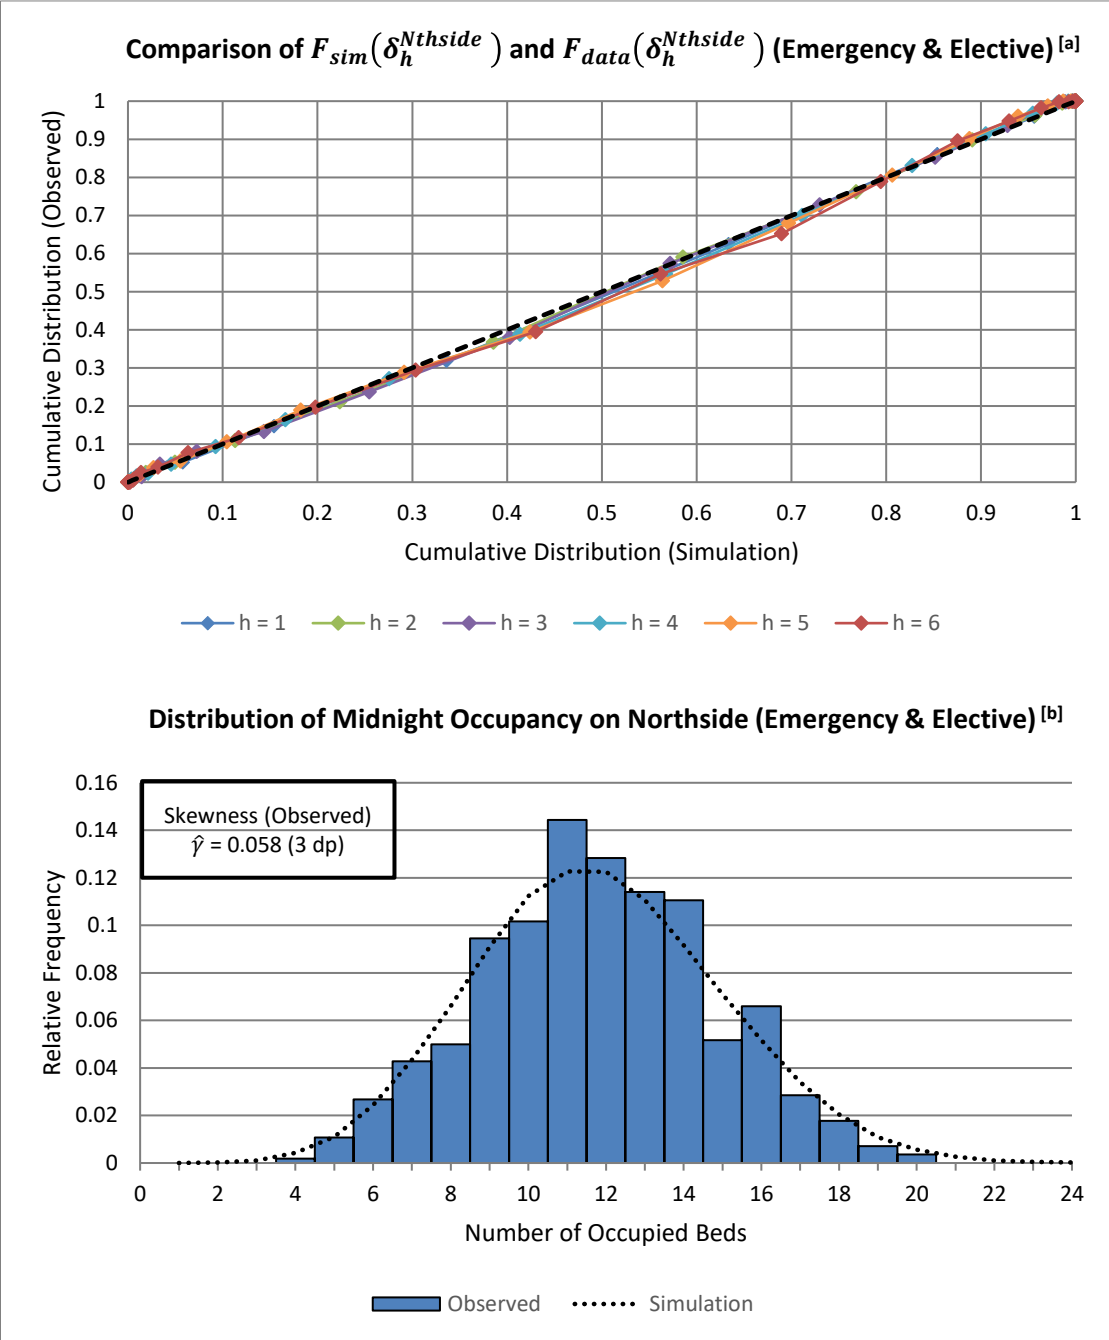 Comparison of F_sim(δ_h^Nthside) and F_data(δ_h^Nthside) (Emergency & Elective) [a]
1
0.9
0.8
0.7
0.6
0.5
0.4
0.3
0.2
0.1
0
Cumulative Distribution (Observed)
0 0.1 0.2 0.3 0.4 0.5 0.6 0.7 0.8 0.9 1
Cumulative Distribution (Simulation)
h = 1 h = 2 h = 3 h = 4 h = 5 h = 6
Distribution of Midnight Occupancy on Northside (Emergency & Elective) [b]
0.16
0.14
0.12
0.1
0.08
0.06
0.04
0.02
0
Relative Frequency
Skewness (Observed)
γ̂ = 0.058 (3 dp)
0 2 4 6 8 10 12 14 16 18 20 22 24
Number of Occupied Beds
Observed Simulation